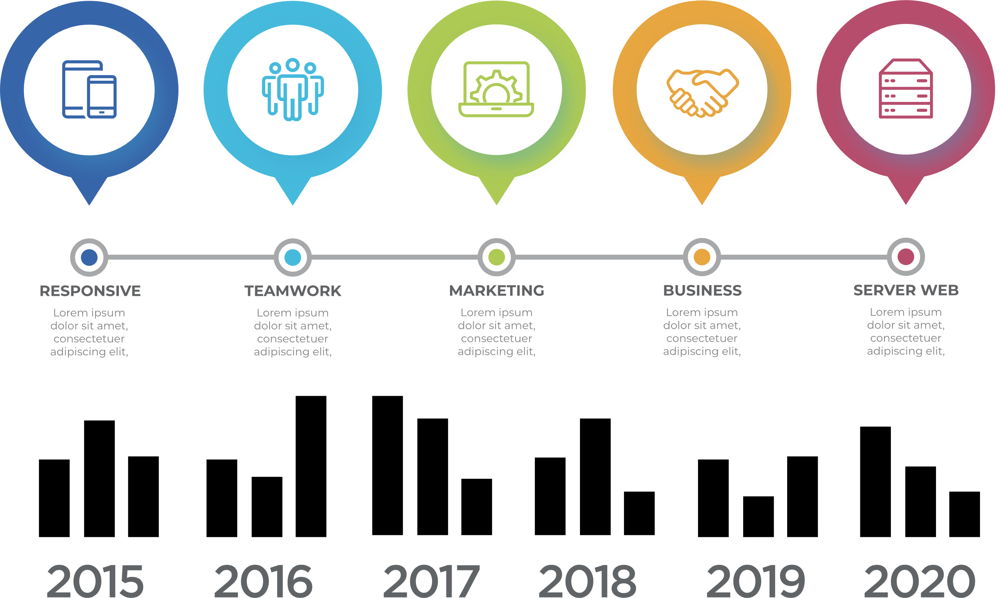 RESPONSIVE
Lorem ipsum
dolor sit amet,
consectetuer
adipiscing elit,
TEAMWORK
Lorem ipsum
dolor sit amet,
consectetuer
adipiscing elit,
MARKETING
Lorem ipsum
dolor sit amet,
consectetuer
adipiscing elit,
BUSINESS
Lorem ipsum
dolor sit amet,
consectetuer
adipiscing elit,
SERVER WEB
Lorem ipsum
dolor sit amet,
consectetuer
adipiscing elit,
2015
2016
2017
2018
2019
2020